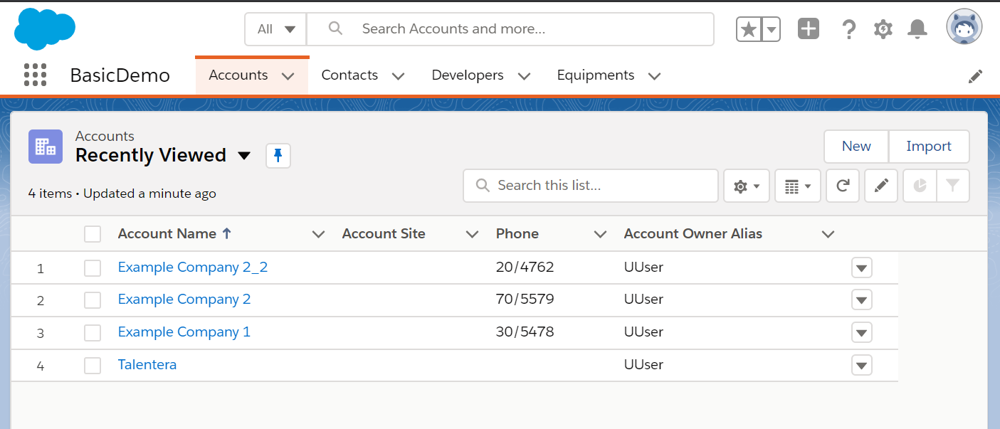 All Search Accounts and more...
BasicDemo Accounts Contacts Developers Equipments
Accounts
Recently Viewed
New Import
4 items • Updated a minute ago
Search this list...
Account Name Account Site Phone Account Owner Alias
1 Example Company 2_2 20/4762 UUser
2 Example Company 2 70/5579 UUser
3 Example Company 1 30/5478 UUser
4 Talentera UUser